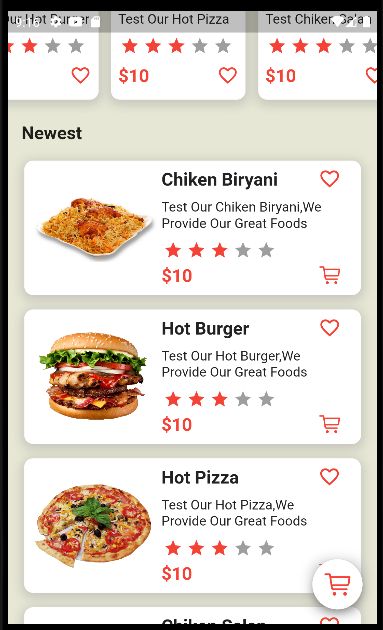 Our Hot Burger
Test Our Hot Pizza
Test Chiken Salan
$10
$10
Newest
Chiken Biryani
Test Our Chiken Biryani,We
Provide Our Great Foods
$10
Hot Burger
Test Our Hot Burger,We
Provide Our Great Foods
$10
Hot Pizza
Test Our Hot Pizza,We
Provide Our Great Foods
$10
Chiken Salan